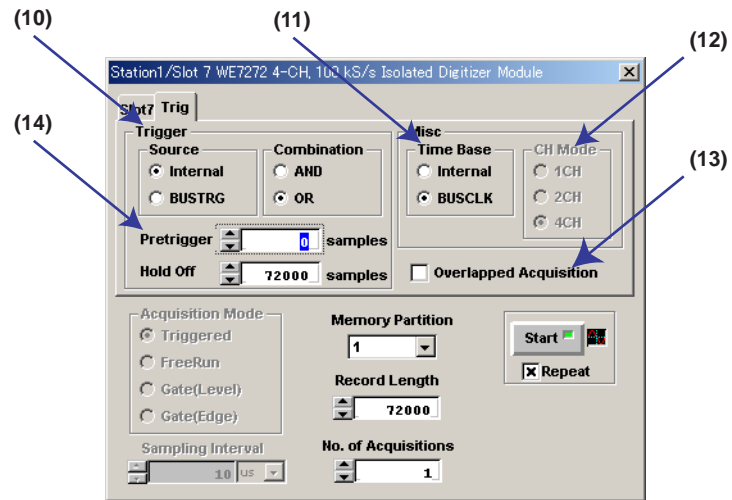 (10)
(11)
(12)
Station1/Slot 7 WE7272 4-CH, 100 kS/s Isolated Digitizer Module
Slot7 Trig
(14)
(13)
Trigger
Misc
Source
Combination
Time Base
CH Mode
Internal
AND
Internal
1CH
BUSTRG
OR
BUSCLK
2CH
4CH
Pretrigger 0 samples
Hold Off 72000 samples
Overlapped Acquisition
Acquisition Mode
Triggered
FreeRun
Gate(Level)
Gate(Edge)
Sampling Interval
10 us
Memory Partition
1
Record Length
72000
No. of Acquisitions
1
Start
Repeat